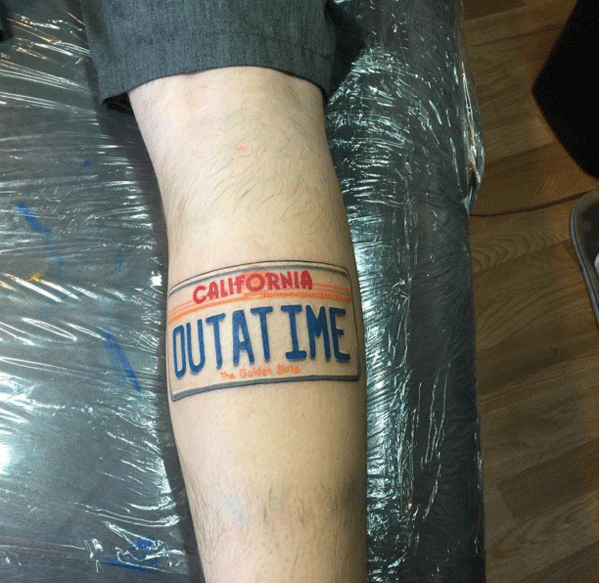 CALIFORNIA
OUTATIME
The Golden State